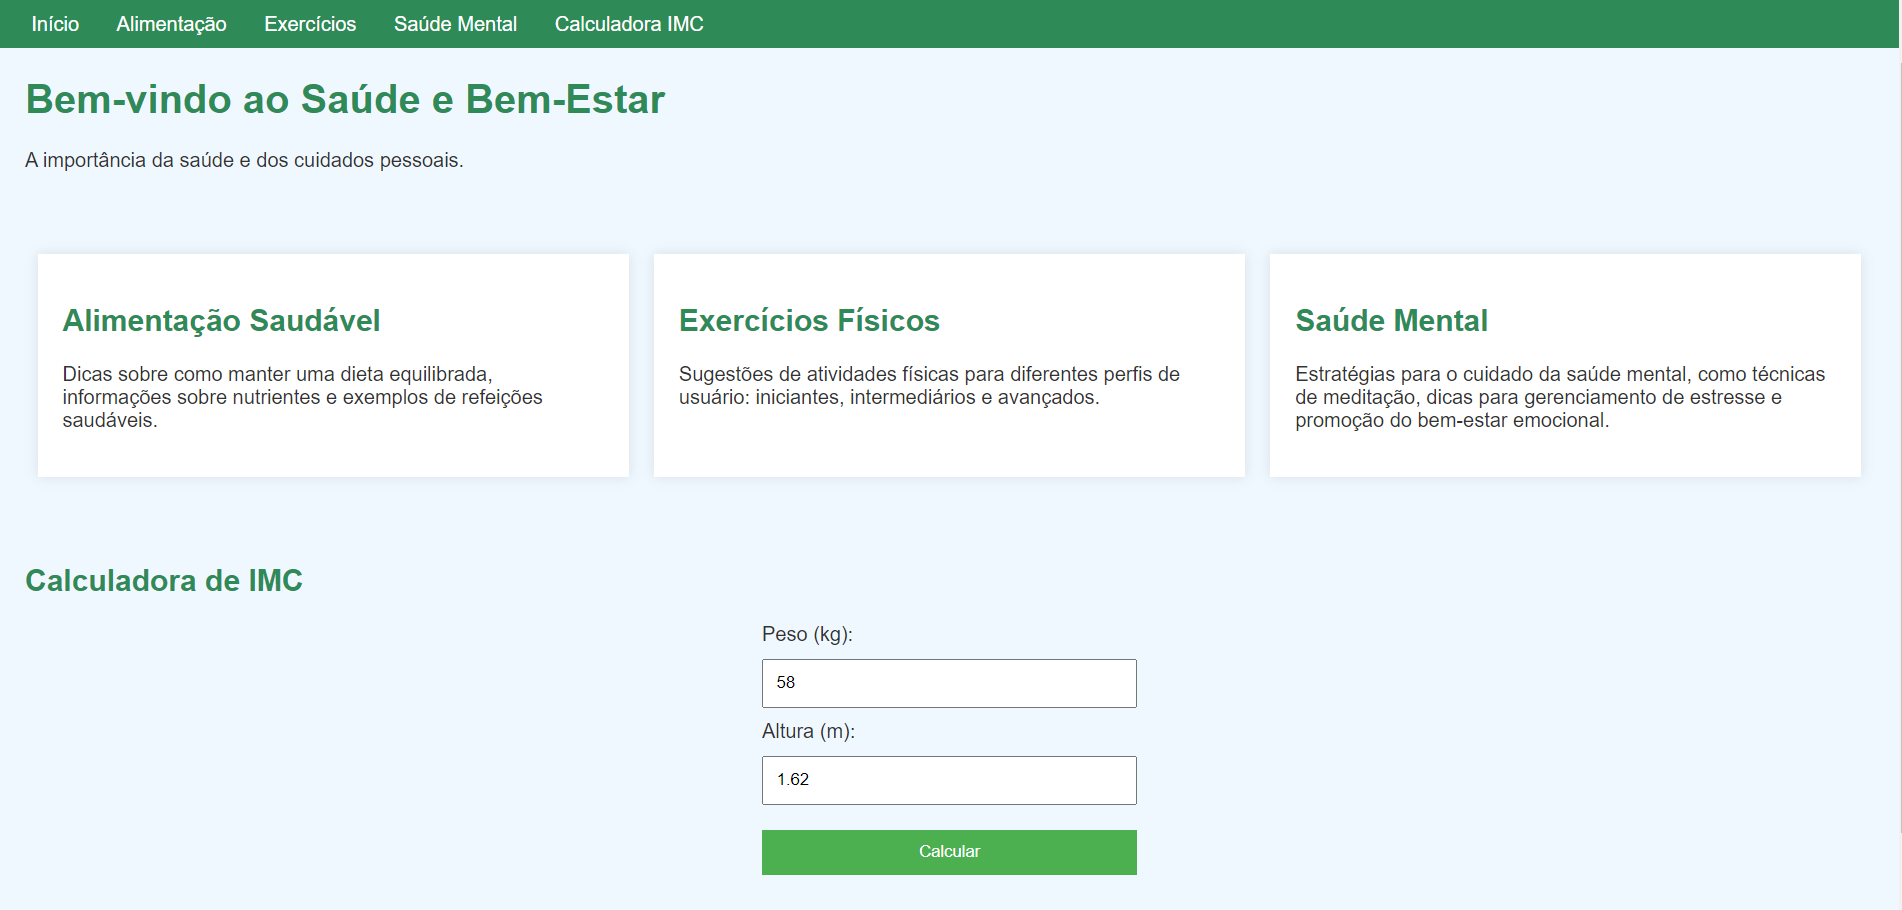 Início Alimentação Exercícios Saúde Mental Calculadora IMC
Bem-vindo ao Saúde e Bem-Estar
A importância da saúde e dos cuidados pessoais.
Alimentação Saudável
Dicas sobre como manter uma dieta equilibrada,
informações sobre nutrientes e exemplos de refeições
saudáveis.
Exercícios Físicos
Sugestões de atividades físicas para diferentes perfis de
usuário: iniciantes, intermediários e avançados.
Saúde Mental
Estratégias para o cuidado da saúde mental, como técnicas
de meditação, dicas para gerenciamento de estresse e
promoção do bem-estar emocional.
Calculadora de IMC
Peso (kg):
58
Altura (m):
1.62
Calcular